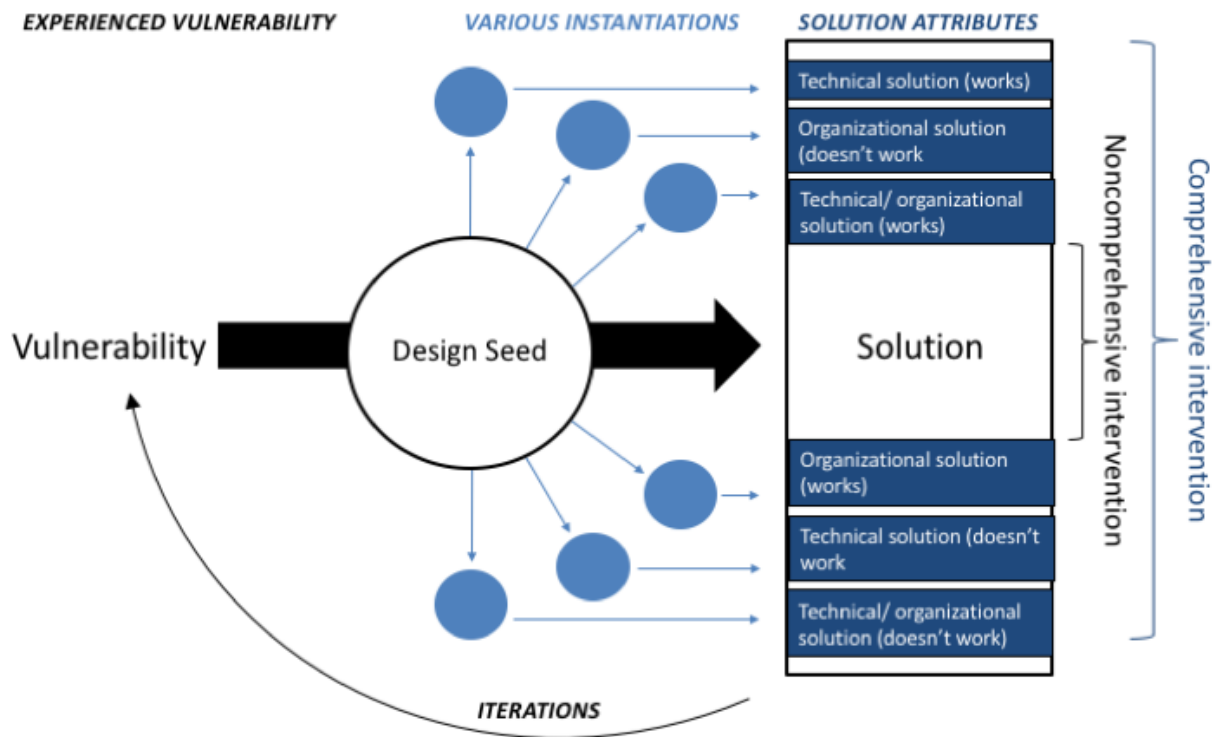 EXPERIENCED VULNERABILITY
VARIOUS INSTANTIATIONS
SOLUTION ATTRIBUTES
Technical solution (works)
Organizational solution
(doesn't work
Technical/ organizational
solution (works)
Vulnerability
Design Seed
Solution
Organizational solution
(works)
Technical solution (doesn't
work
Technical/ organizational
solution (doesn't work)
Noncomprehensive intervention
Comprehensive intervention
ITERATIONS